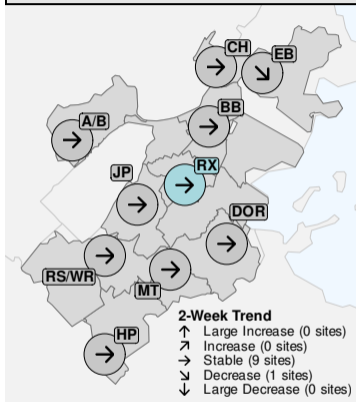 CH
EB
BB
A/B
RX
JP
DOR
RS/WR
MT
HP
2-Week Trend
↑ Large Increase (0 sites)
↗ Increase (0 sites)
→ Stable (9 sites)
↘ Decrease (1 sites)
↓ Large Decrease (0 sites)